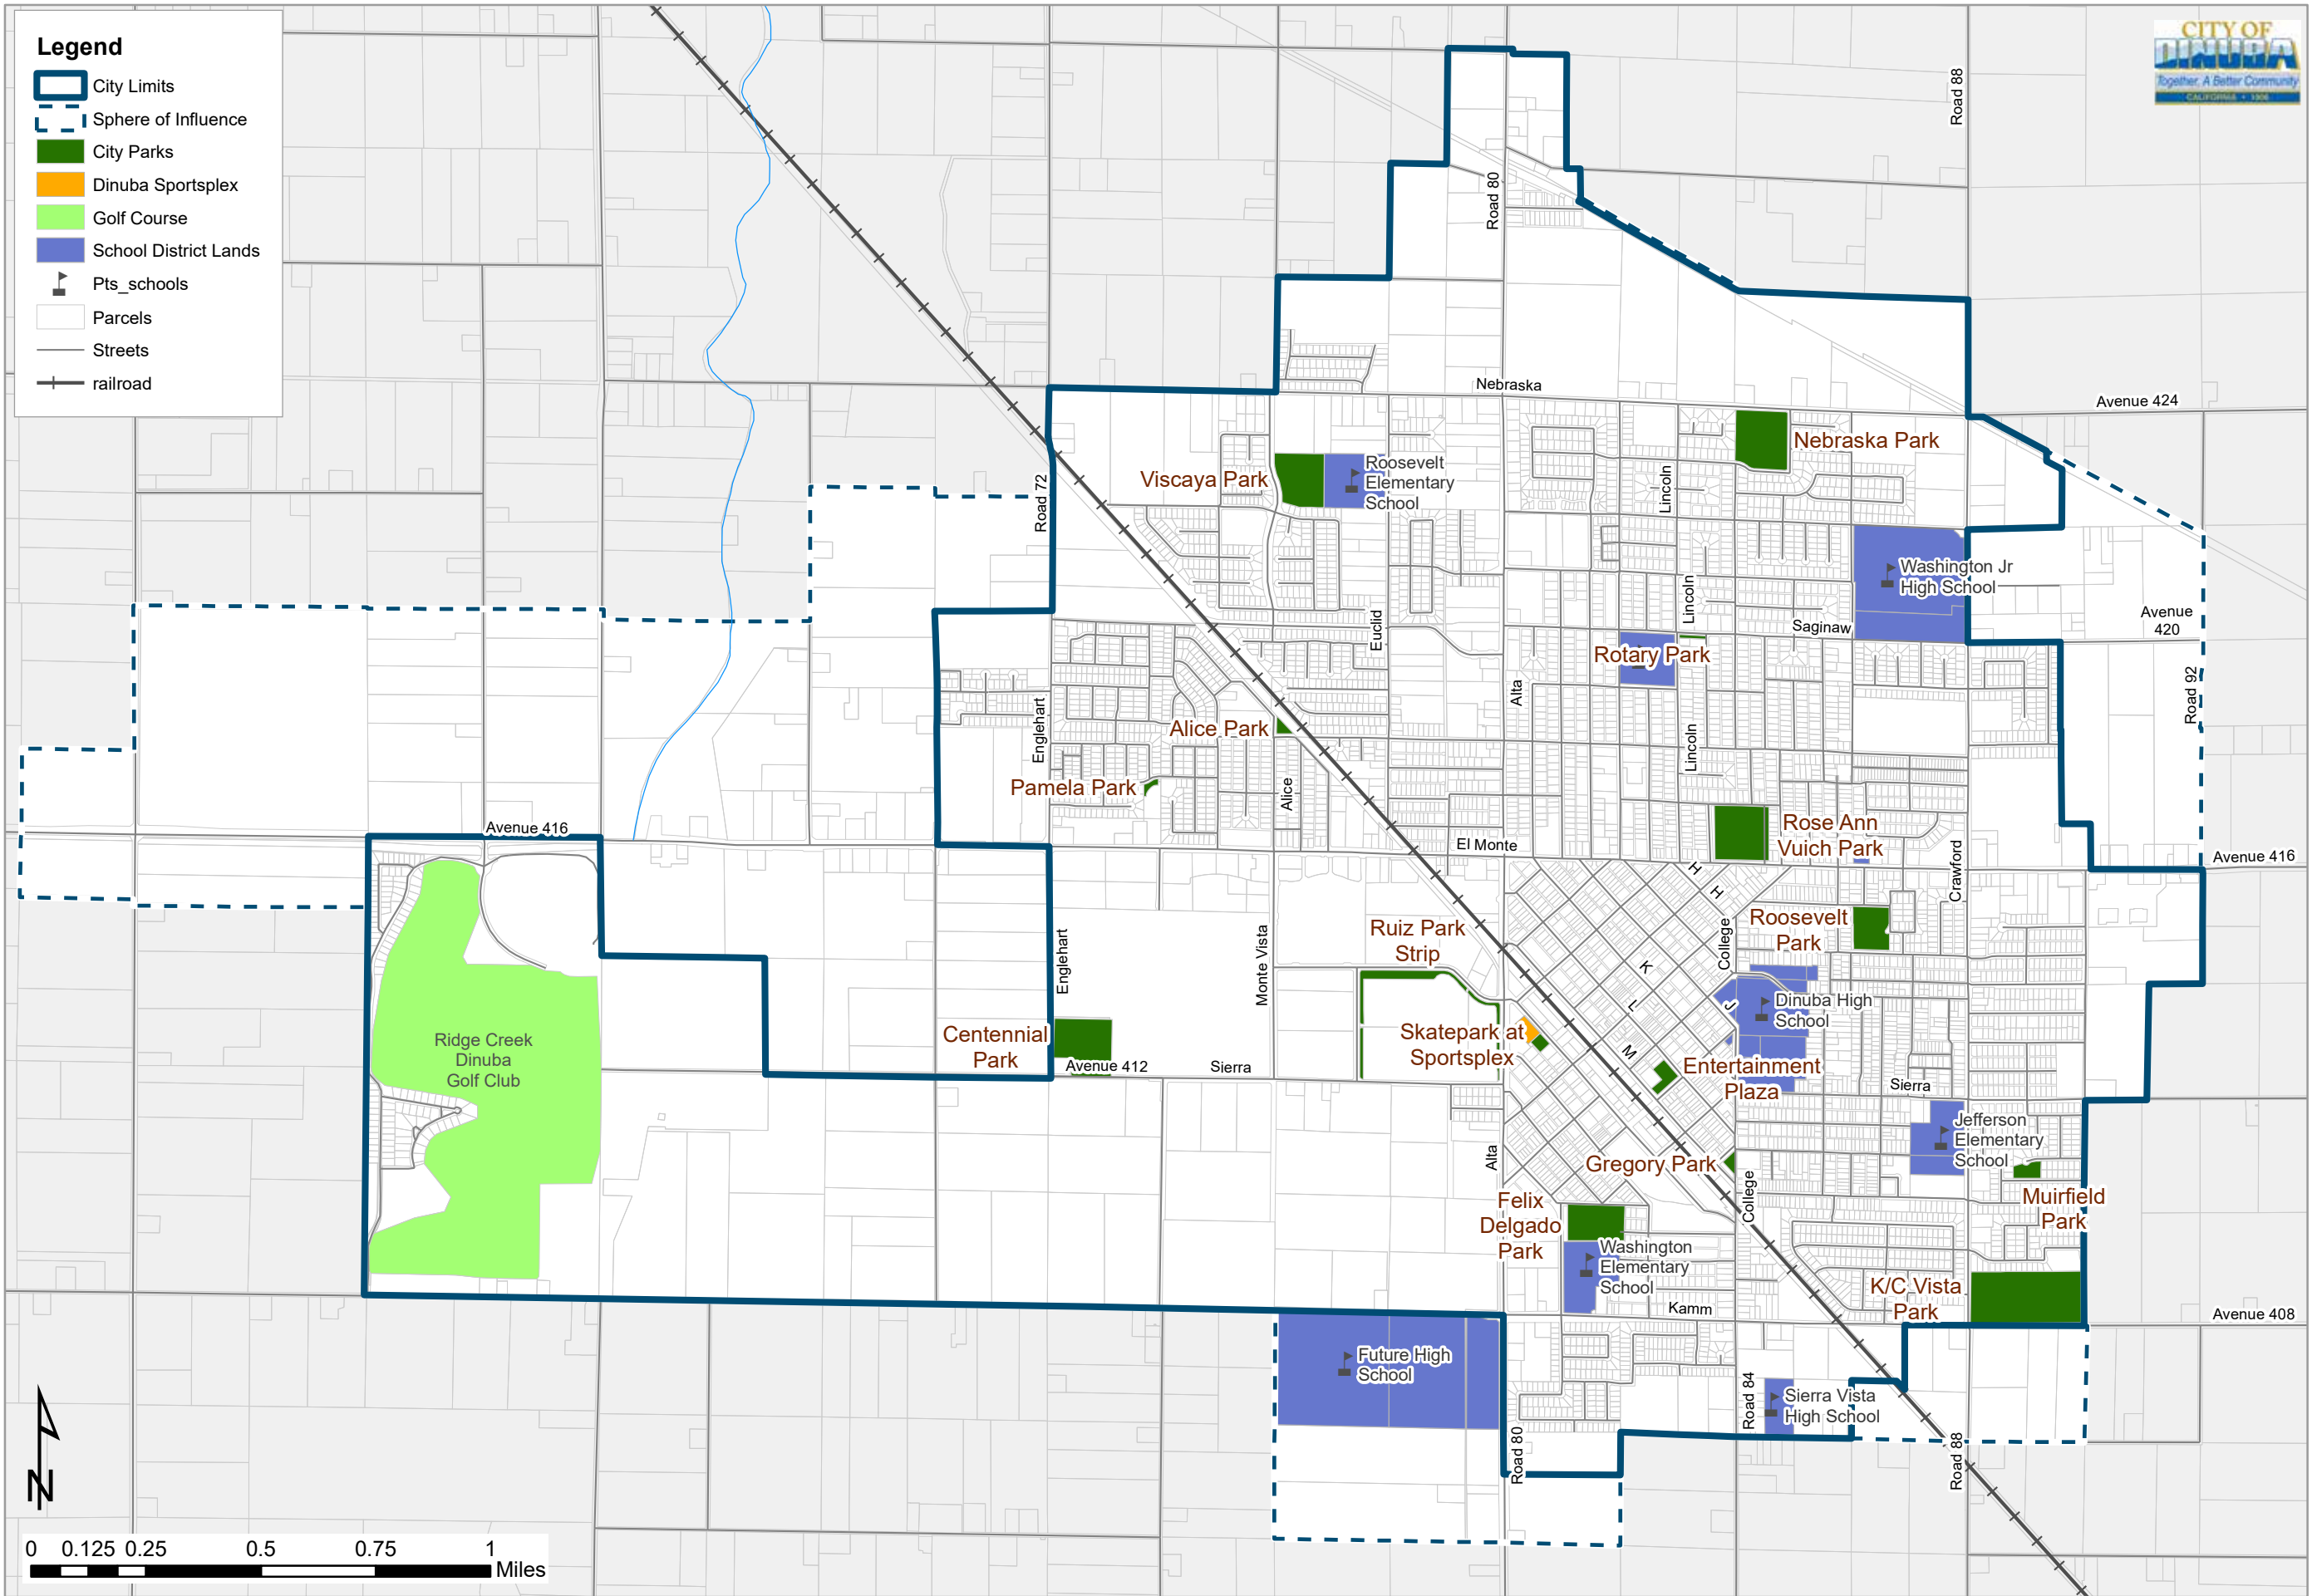 Legend
City Limits
Sphere of Influence
City Parks
Dinuba Sportsplex
Golf Course
School District Lands
Pts_schools
Parcels
Streets
railroad
CITY OF
DINUBA
Together, A Better Community
CALIFORNIA • 1906
Road 88
Road 80
Nebraska
Avenue 424
Nebraska Park
Viscaya Park
Roosevelt
Elementary
School
Lincoln
Road 72
Washington Jr
High School
Lincoln
Avenue
420
Saginaw
Euclid
Rotary Park
Road 92
Alta
Englehart
Alice Park
Lincoln
Pamela Park
Alice
Rose Ann
Vuich Park
Avenue 416
El Monte
Avenue 416
Crawford
H
H
Roosevelt
Park
Ruiz Park
Strip
College
Englehart
Monte Vista
K
L
J
M
Dinuba High
School
Ridge Creek
Dinuba
Golf Club
Centennial
Park
Skatepark at
Sportsplex
Avenue 412
Sierra
Entertainment
Plaza
Sierra
Jefferson
Elementary
School
Alta
Gregory Park
College
Muirfield
Park
Felix
Delgado
Park
Washington
Elementary
School
K/C Vista
Park
Kamm
Avenue 408
Future High
School
Road 84
Sierra Vista
High School
Road 80
Road 88
N
0 0.125 0.25 0.5 0.75 1
Miles